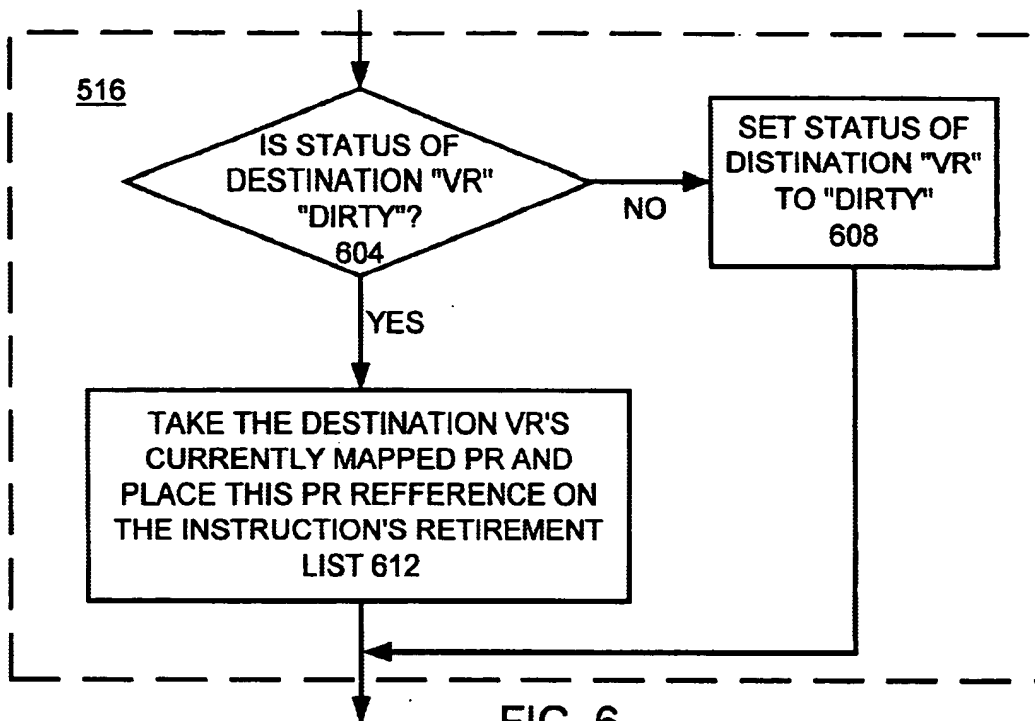 516
IS STATUS OF
DESTINATION "VR"
"DIRTY"?
604
NO
SET STATUS OF
DISTINATION "VR"
TO "DIRTY"
608
YES
TAKE THE DESTINATION VR'S
CURRENTLY MAPPED PR AND
PLACE THIS PR REFFERENCE ON
THE INSTRUCTION'S RETIREMENT
LIST 612
FIG. 6